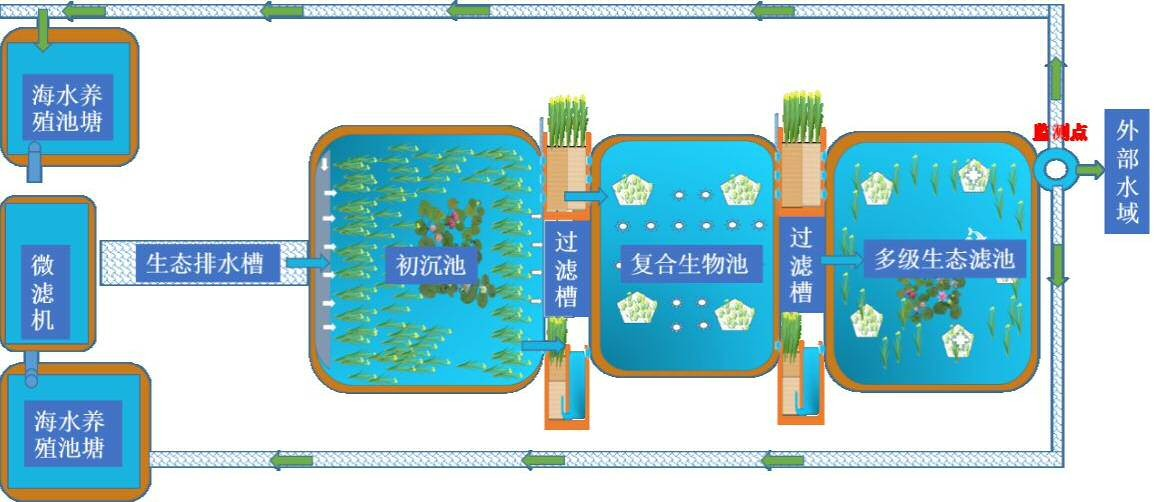 海水养
殖池塘
微
滤
机
海水养
殖池塘
生态排水槽
初沉池
过
滤
槽
复合生物池
过
滤
槽
多级生态滤池
监测点
外
部
水
域